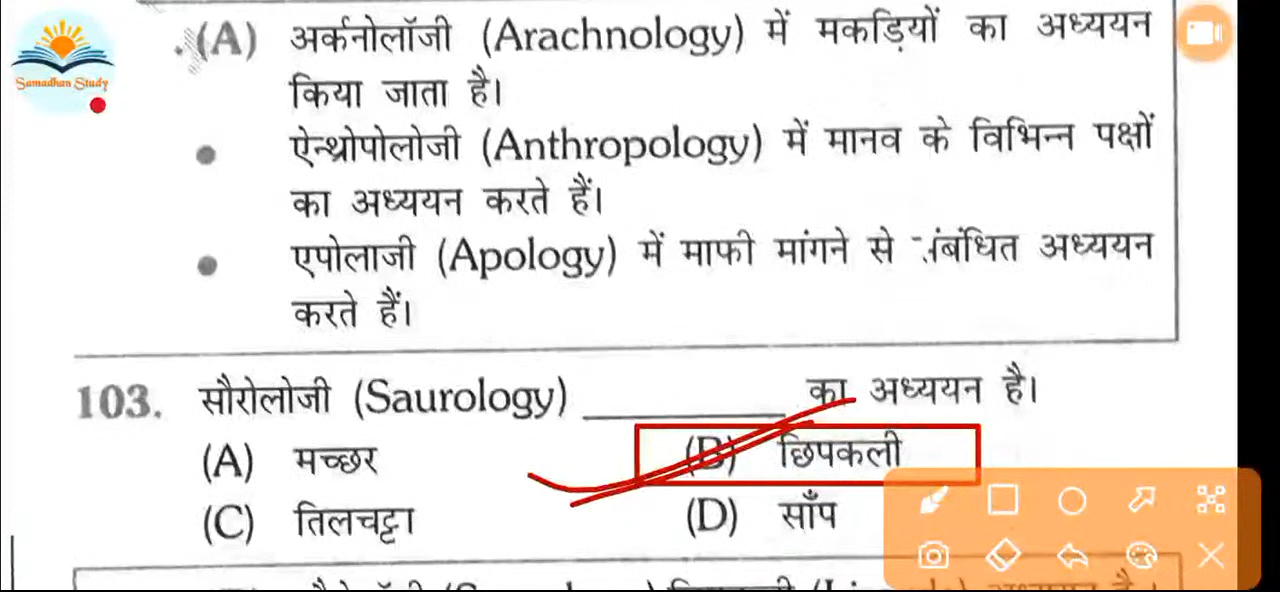 Samadhan Study
(A) अर्कनोलॉजी (Arachnology) में मकड़ियों का अध्ययन
किया जाता है।
• ऐन्थ्रोपोलोजी (Anthropology) में मानव के विभिन्न पक्षों
का अध्ययन करते हैं।
• एपोलाजी (Apology) में माफी मांगने से संबंधित अध्ययन
करते हैं।
103. सौरोलोजी (Saurology) __________ का अध्ययन है।
(A) मच्छर (B) छिपकली
(C) तिलचट्टा (D) साँप